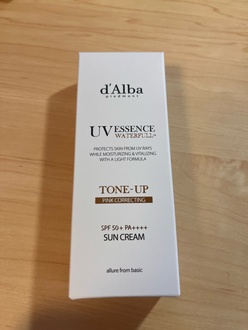 d'Alba
piedmont
UV ESSENCE
WATERFULL+
PROTECTS SKIN FROM UV RAYS
WHILE MOISTURIZING & VITALIZING
WITH A LIGHT FORMULA
TONE-UP
PINK CORRECTING
SPF 50+ PA++++
SUN CREAM
allure from basic